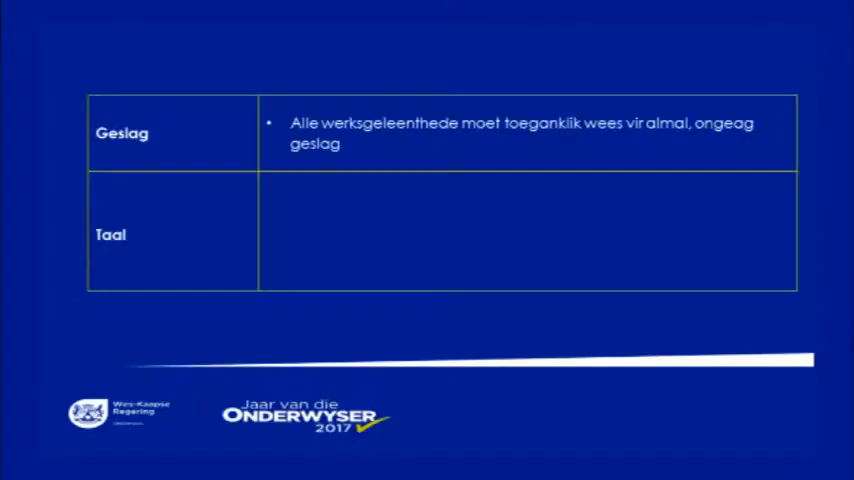 Geslag
• Alle werksgeleenthede moet toeganklik wees vir almal, ongeag
geslag
Taal
Wes-Kaapse
Regering
Jaar van die
ONDERWYSER
2017